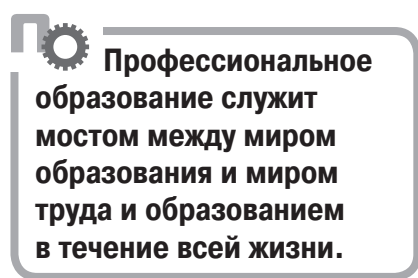 Профессиональное
образование служит
мостом между миром
образования и миром
труда и образованием
в течение всей жизни.